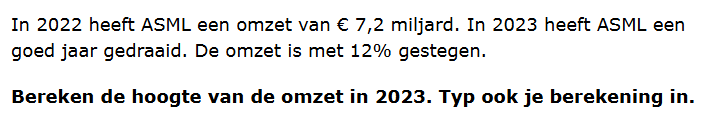 In 2022 heeft ASML een omzet van € 7,2 miljard. In 2023 heeft ASML een
goed jaar gedraaid. De omzet is met 12% gestegen.
Bereken de hoogte van de omzet in 2023. Typ ook je berekening in.